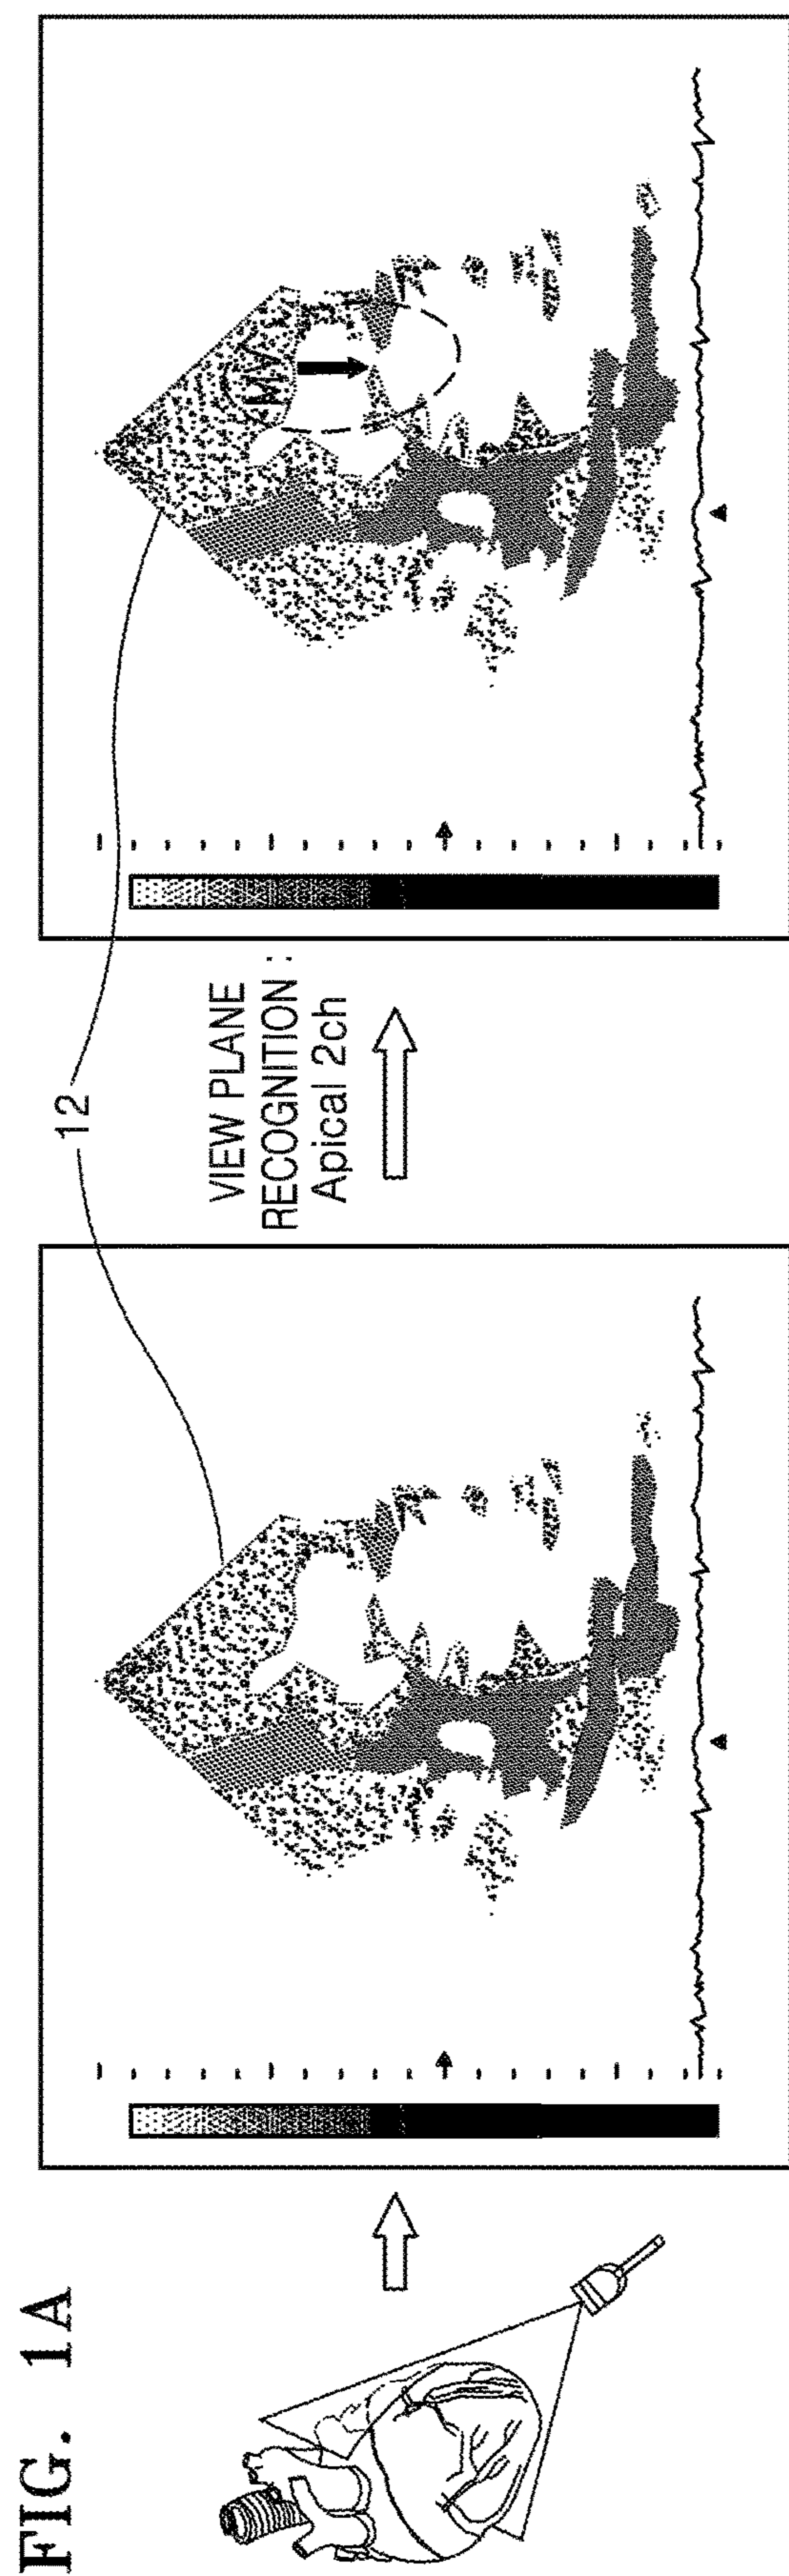 FIG. 1A
12
VIEW PLANE
RECOGNITION :
Apical 2ch
MV